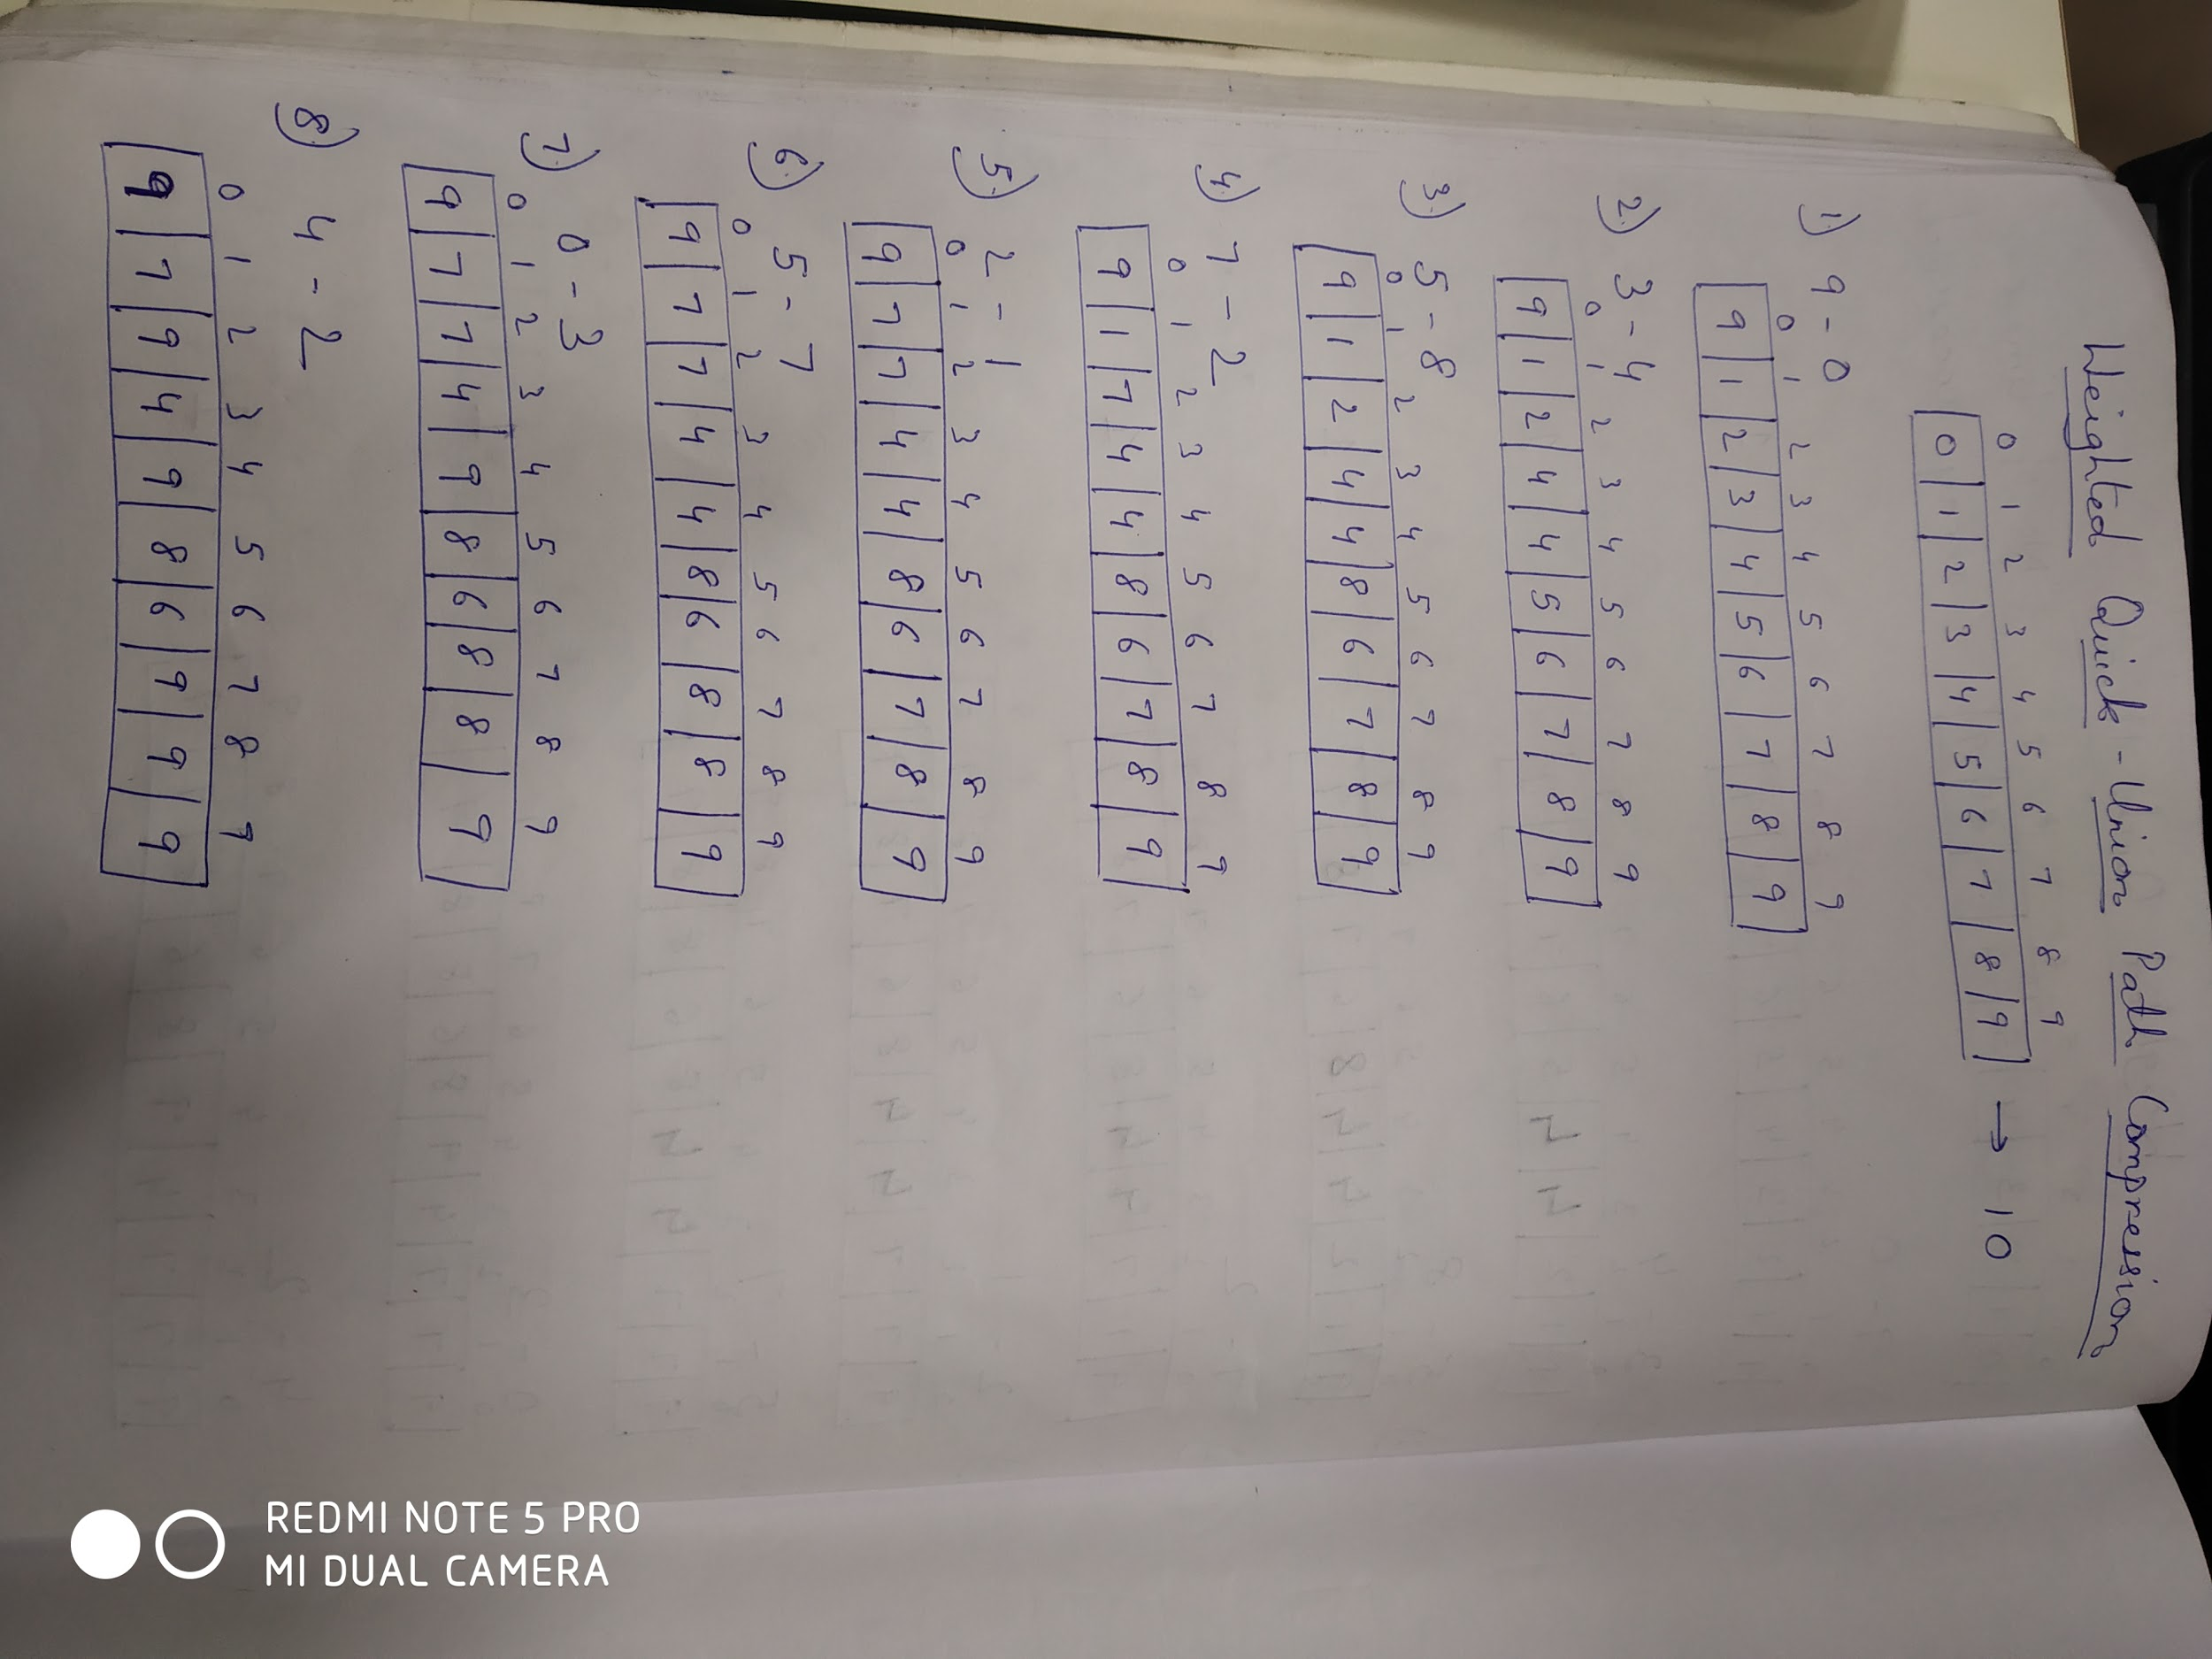 Weighted Quick-Union Path Compression
0 1 2 3 4 5 6 7 8 9
0 1 2 3 4 5 6 7 8 9 → 10
1) 9 - 0
0 1 2 3 4 5 6 7 8 9
9 1 2 3 4 5 6 7 8 9
2) 3 - 4
0 1 2 3 4 5 6 7 8 9
9 1 2 4 4 5 6 7 8 9
3) 5 - 8
0 1 2 3 4 5 6 7 8 9
9 1 2 4 4 8 6 7 8 9
4) 7 - 2
0 1 2 3 4 5 6 7 8 9
9 1 7 4 4 8 6 7 8 9
5) 2 - 1
0 1 2 3 4 5 6 7 8 9
9 7 7 4 4 8 6 7 8 9
6) 5 - 7
0 1 2 3 4 5 6 7 8 9
9 7 7 4 4 8 6 8 8 9
7) 0 - 3
0 1 2 3 4 5 6 7 8 9
9 7 7 4 9 8 6 8 8 9
8) 4 - 2
0 1 2 3 4 5 6 7 8 9
9 7 9 4 9 8 6 9 9 9
REDMI NOTE 5 PRO
MI DUAL CAMERA